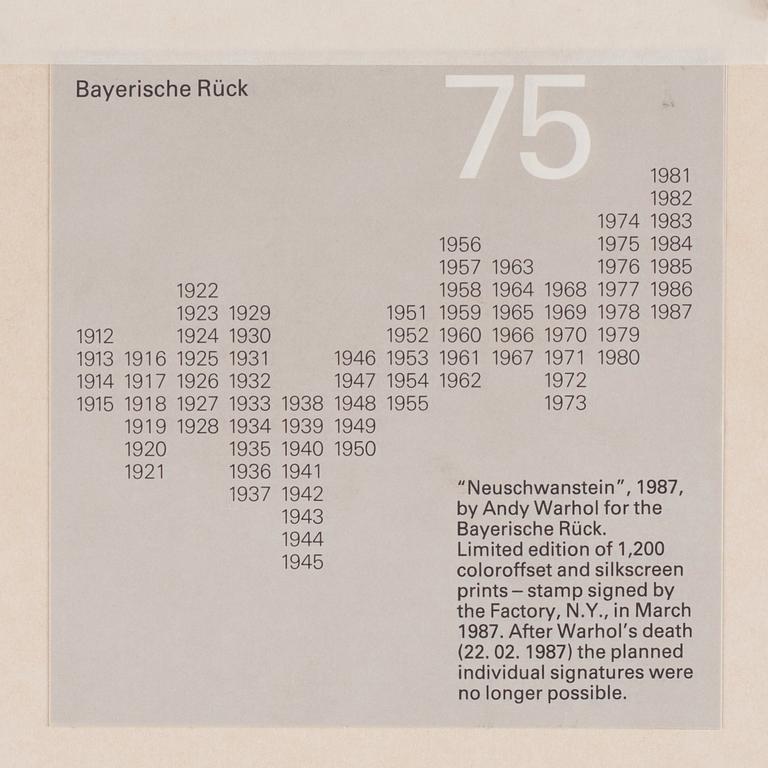 Bayerische Rück
75
1981
1982
1974 1983
1956 1975 1984
1957 1963 1976 1985
1922 1958 1964 1968 1977 1986
1923 1929 1951 1959 1965 1969 1978 1987
1912 1924 1930 1952 1960 1966 1970 1979
1913 1916 1925 1931 1946 1953 1961 1967 1971 1980
1914 1917 1926 1932 1947 1954 1962 1972
1915 1918 1927 1933 1938 1948 1955 1973
1919 1928 1934 1939 1949
1920 1935 1940 1950
1921 1936 1941
1937 1942
1943
1944
1945
“Neuschwanstein”, 1987,
by Andy Warhol for the
Bayerische Rück.
Limited edition of 1,200
coloroffset and silkscreen
prints – stamp signed by
the Factory, N.Y., in March
1987. After Warhol's death
(22. 02. 1987) the planned
individual signatures were
no longer possible.